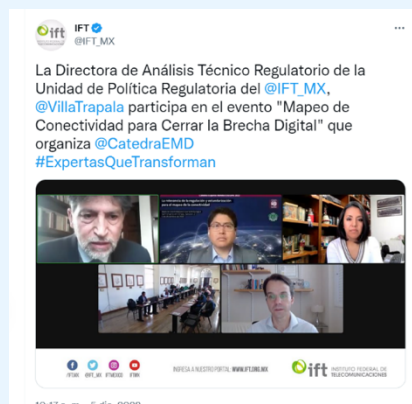 IFT
@IFT_MX
La Directora de Análisis Técnico Regulatorio de la
Unidad de Política Regulatoria del @IFT_MX,
@VillaTrapala participa en el evento "Mapeo de
Conectividad para Cerrar la Brecha Digital" que
organiza @CatedraEMD
#ExpertasQueTransforman
INGRESA A NUESTRO PORTAL: WWW.IFT.ORG.MX
ift INSTITUTO FEDERAL DE
TELECOMUNICACIONES